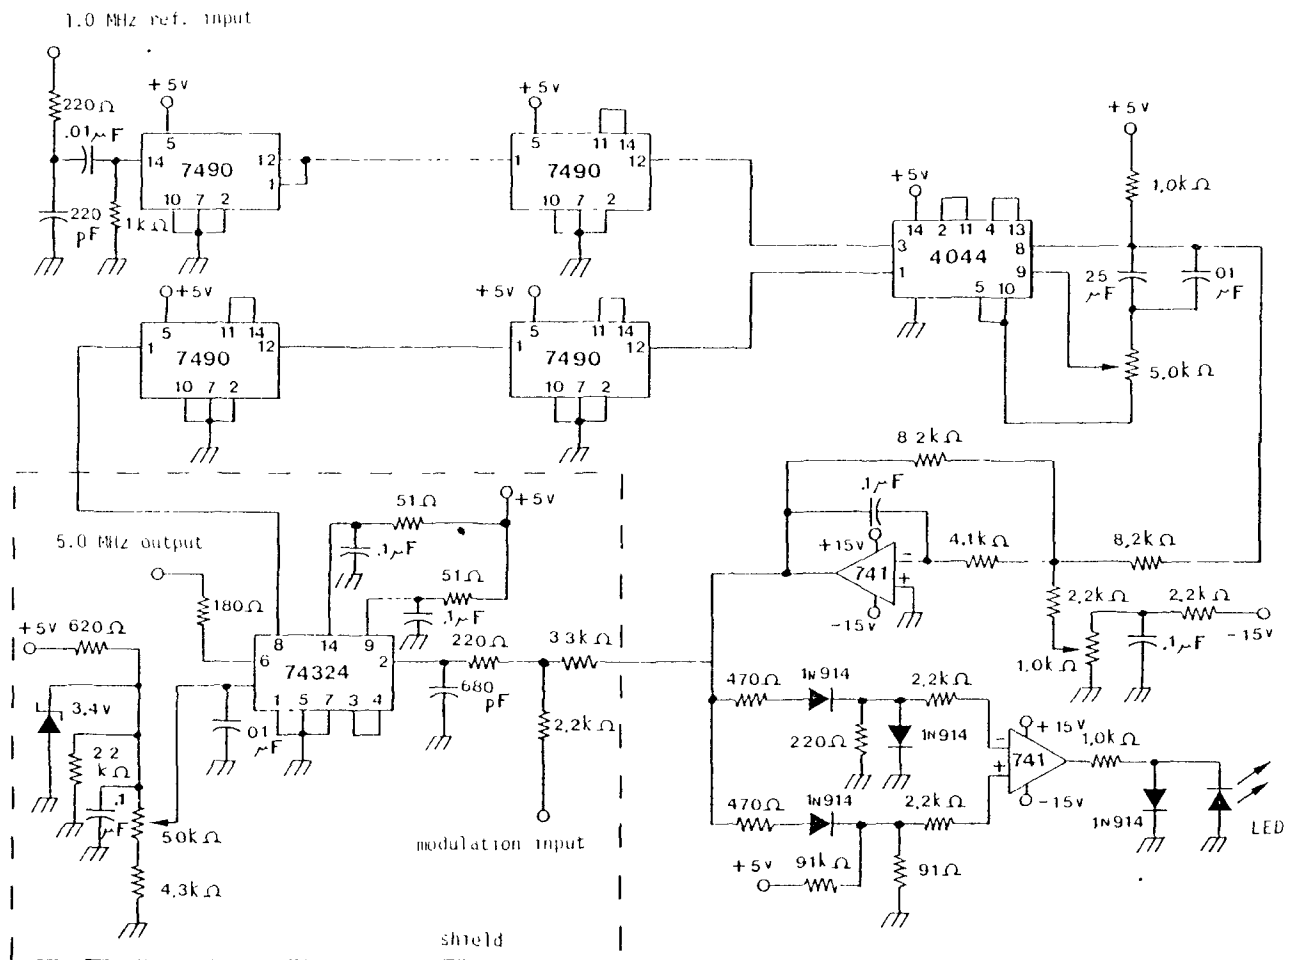 1.0 MHz ref. input
+5v
220Ω
.01μF
14
5
7490
12
1
10
7
2
220
pF
1kΩ
+5v
5
11
14
1
7490
12
10
7
2
+5v
14
2
11
4
13
3
4044
8
1
9
5
10
+5v
1,0kΩ
25
μF
01
μF
5,0kΩ
+5v
5
11
14
1
7490
12
10
7
2
+5v
5
11
14
1
7490
12
10
7
2
8 2kΩ
.1μF
+15v
741
-
+
-15v
4,1kΩ
8,2kΩ
2,2kΩ
2,2kΩ
-15v
1,0kΩ
.1μF
5.0 MHz output
51Ω
+5v
.1μF
51Ω
.1μF
180Ω
+5v
620Ω
8
14
9
6
74324
2
1
5
7
3
4
220Ω
3 3kΩ
680
pF
2,2kΩ
3,4v
2 2
kΩ
.1
μF
01
μF
50kΩ
4,3kΩ
modulation input
shield
470Ω
1N914
2,2kΩ
220Ω
1N914
-
+
741
+15v
-15v
1,0kΩ
470Ω
1N914
2,2kΩ
+5v
91kΩ
91Ω
1N914
LED